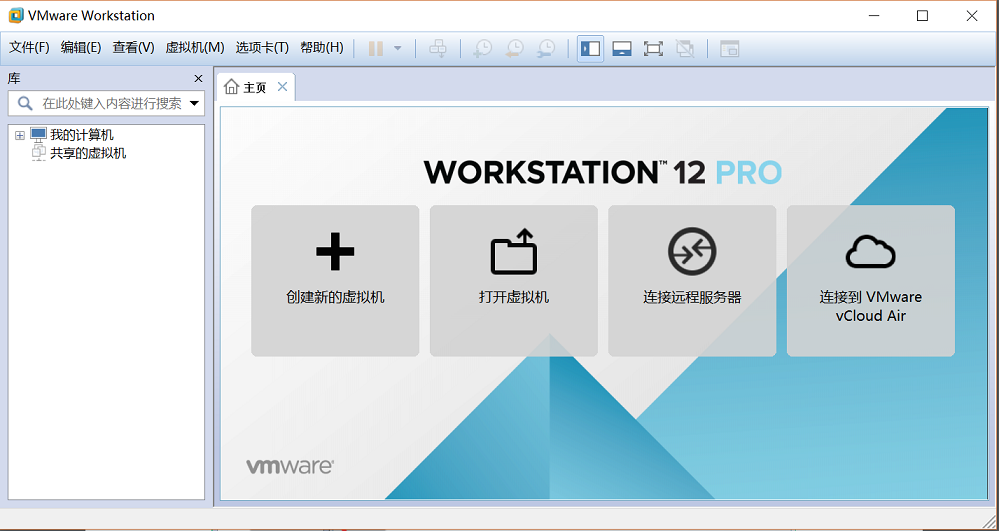 VMware Workstation
文件(F) 编辑(E) 查看(V) 虚拟机(M) 选项卡(T) 帮助(H)
库
在此处键入内容进行搜索
我的计算机
共享的虚拟机
主页
WORKSTATION™ 12 PRO
创建新的虚拟机
打开虚拟机
连接远程服务器
连接到 VMware
vCloud Air
vmware®